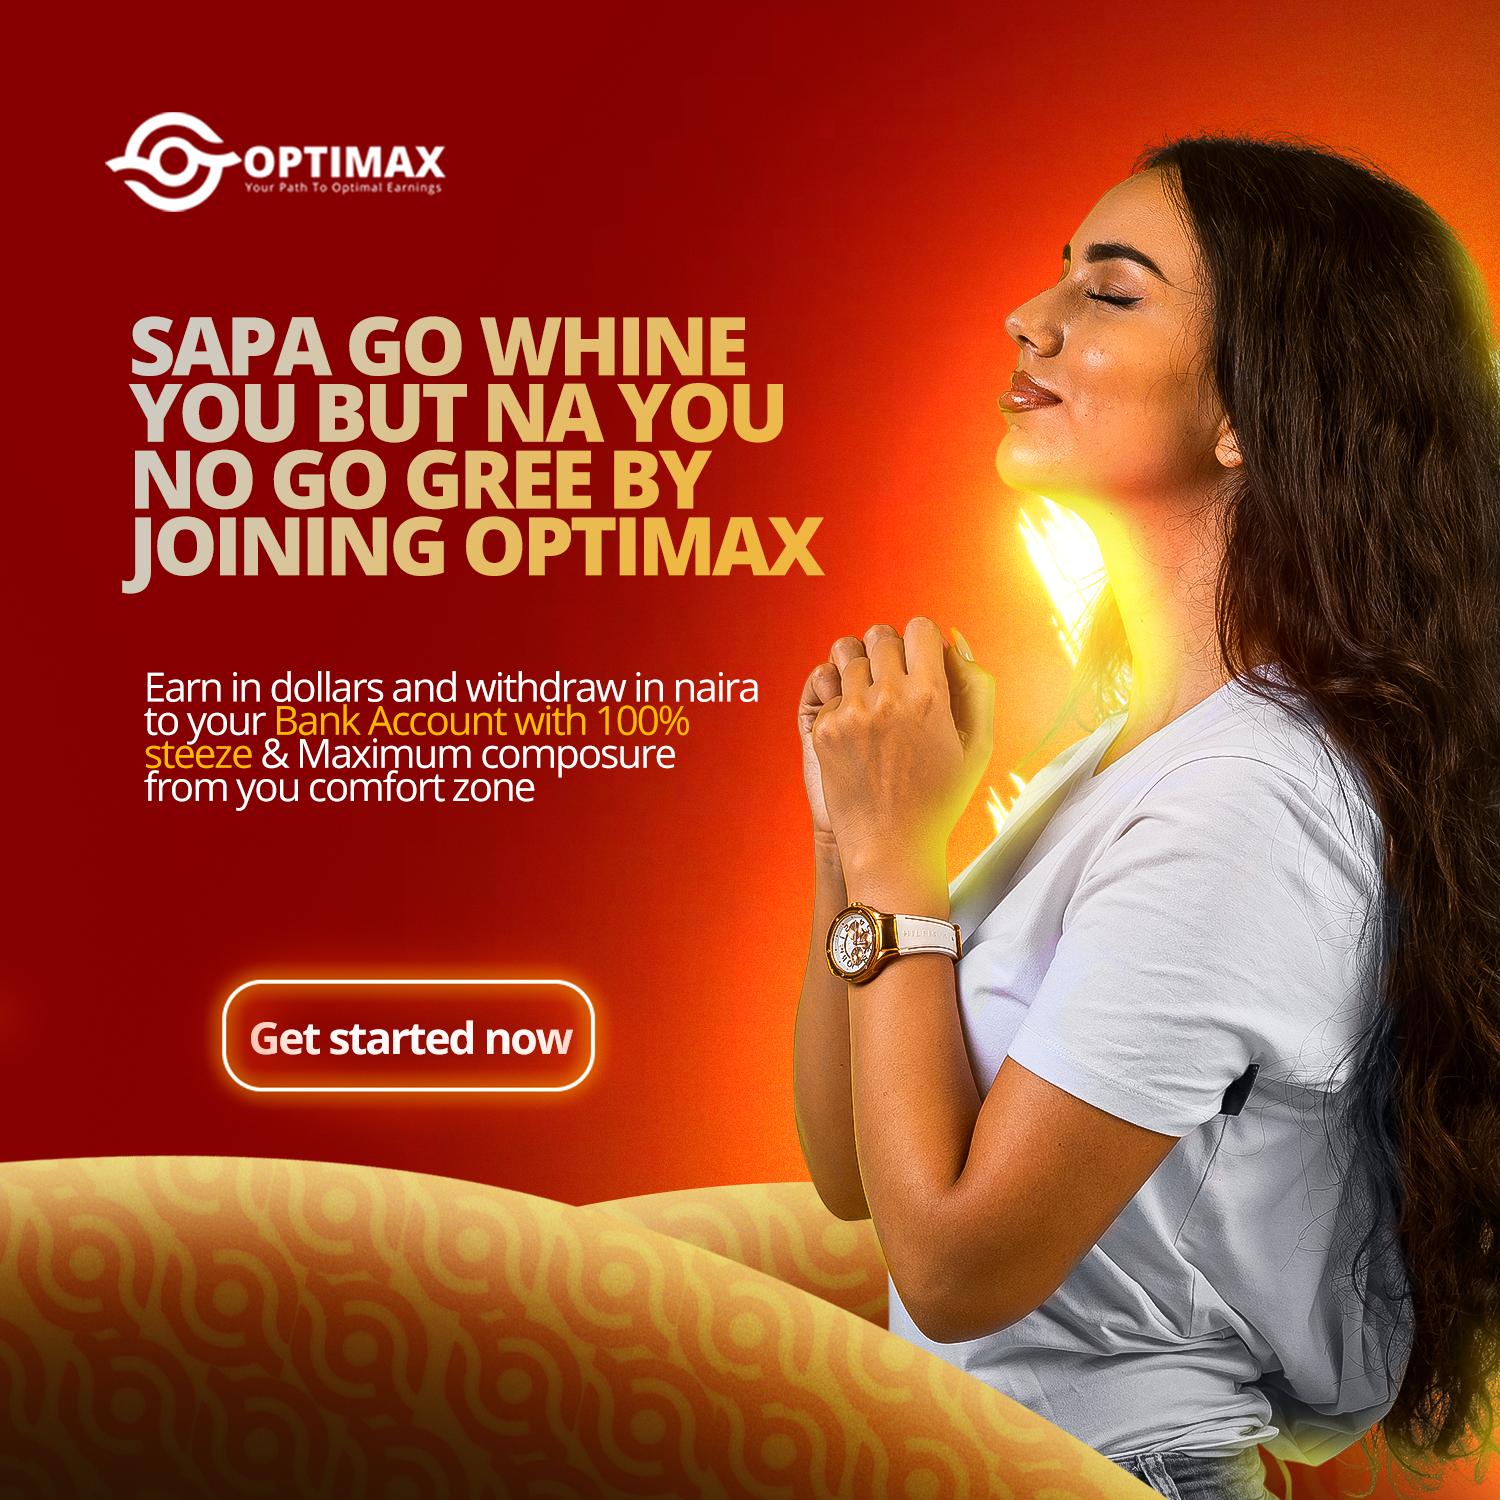 OPTIMAX
Your Path To Optimal Earnings
SAPA GO WHINE
YOU BUT NA YOU
NO GO GREE BY
JOINING OPTIMAX
Earn in dollars and withdraw in naira
to your Bank Account with 100%
steeze & Maximum composure
from you comfort zone
Get started now